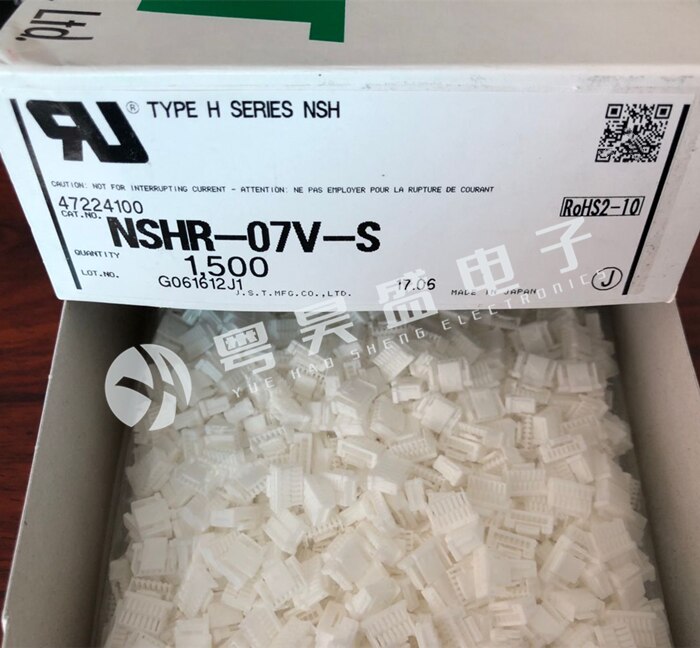 Ltd.
® TYPE H SERIES NSH
CAUTION: NOT FOR INTERRUPTING CURRENT - ATTENTION: NE PAS EMPLOYER POUR LA RUPTURE DE COURANT
47224100
CAT.NO. NSHR-07V-S
RoHS2-10
QUANTITY 1,500
LOT.NO. G061612J1
J.S.T.MFG.CO.,LTD. 17.06 MADE IN JAPAN J
粤昊盛电子
YUE HAO SHENG ELECTRONICS